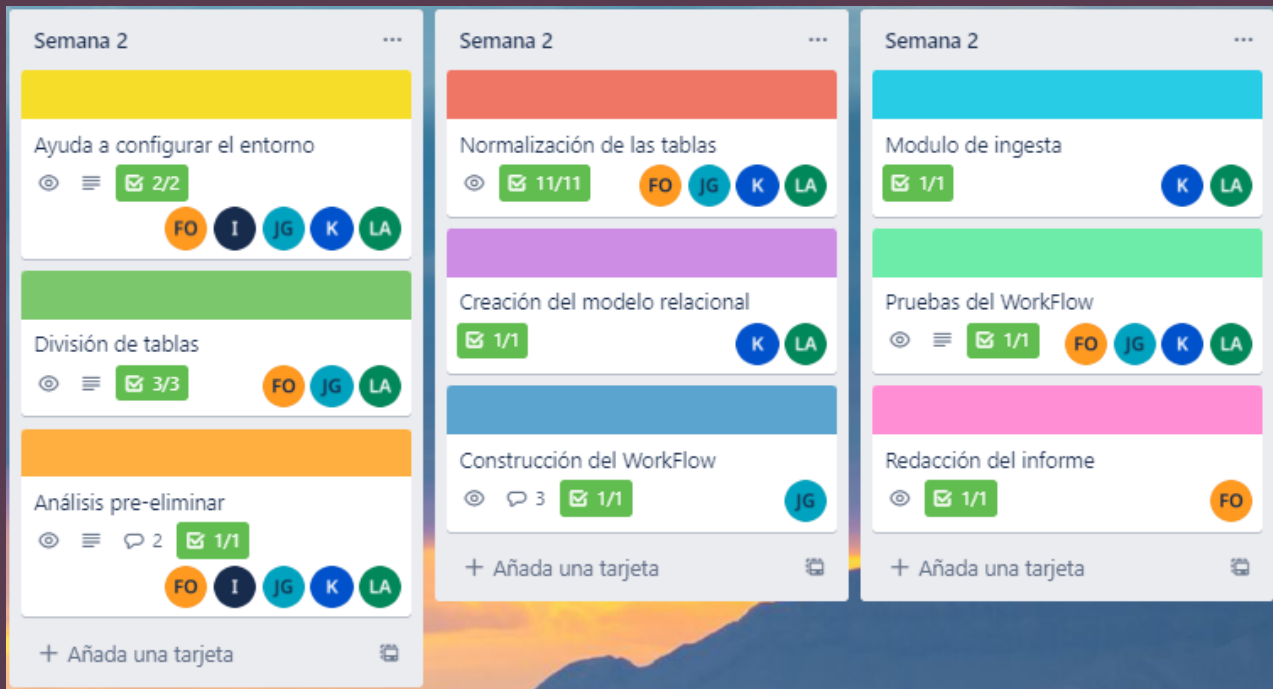 Semana 2
Ayuda a configurar el entorno
2/2
FO I JG K LA
División de tablas
3/3 FO JG LA
Análisis pre-eliminar
2 1/1
FO I JG K LA
+ Añada una tarjeta
Semana 2
Normalización de las tablas
11/11 FO JG K LA
Creación del modelo relacional
1/1 K LA
Construcción del WorkFlow
3 1/1 JG
+ Añada una tarjeta
Semana 2
Modulo de ingesta
1/1 K LA
Pruebas del WorkFlow
1/1 FO JG K LA
Redacción del informe
1/1 FO
+ Añada una tarjeta